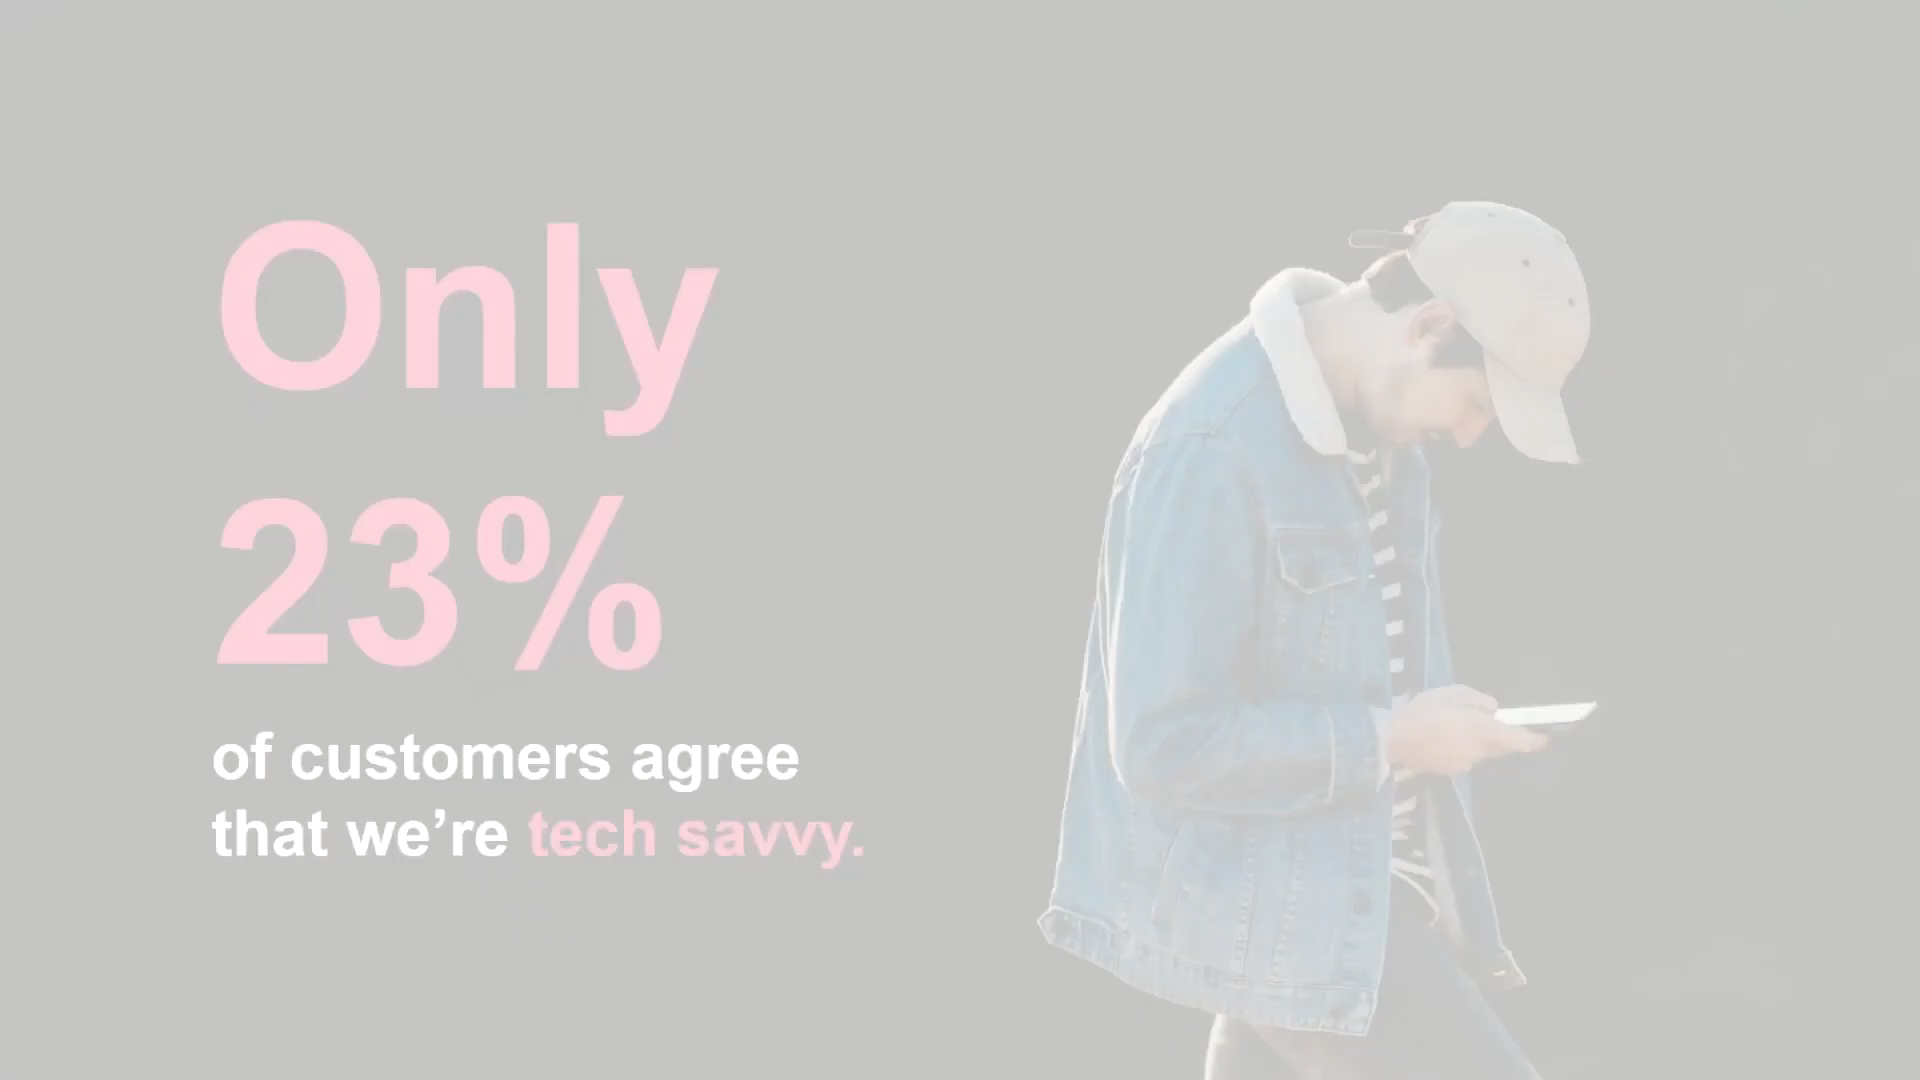 Only
23%
of customers agree
that we’re tech savvy.